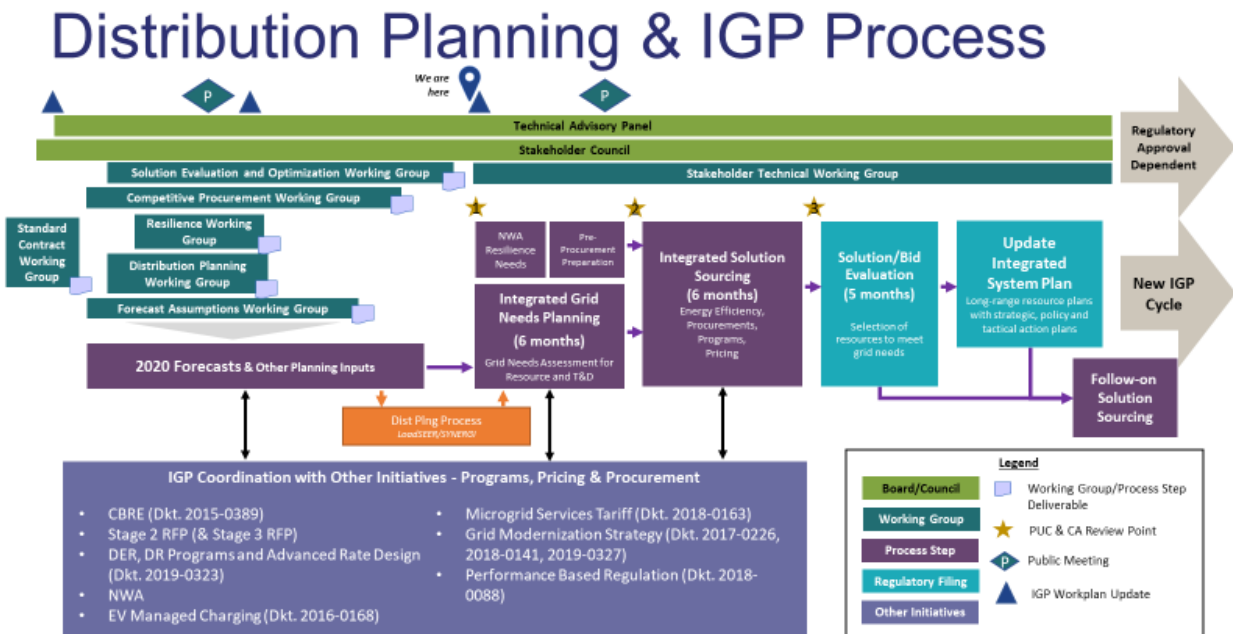 Distribution Planning & IGP Process
We are
here
P
P
Technical Advisory Panel
Stakeholder Council
Solution Evaluation and Optimization Working Group
Stakeholder Technical Working Group
Competitive Procurement Working Group
Standard
Contract
Working
Group
Resilience Working
Group
Distribution Planning
Working Group
Forecast Assumptions Working Group
2020 Forecasts & Other Planning Inputs
Dist Plng Process
LoadSEER/SYNERGI
1
NWA
Resilience
Needs
Pre-
Procurement
Preparation
Integrated Grid
Needs Planning
(6 months)
Grid Needs Assessment for
Resource and T&D
2
Integrated Solution
Sourcing
(6 months)
Energy Efficiency,
Procurements,
Programs,
Pricing
3
Solution/Bid
Evaluation
(5 months)
Selection of
resources to meet
grid needs
Update
Integrated
System Plan
Long-range resource plans
with strategic, policy and
tactical action plans
Regulatory
Approval
Dependent
New IGP
Cycle
Follow-on
Solution
Sourcing
IGP Coordination with Other Initiatives - Programs, Pricing & Procurement
• CBRE (Dkt. 2015-0389)
• Stage 2 RFP (& Stage 3 RFP)
• DER, DR Programs and Advanced Rate Design
(Dkt. 2019-0323)
• NWA
• EV Managed Charging (Dkt. 2016-0168)
• Microgrid Services Tariff (Dkt. 2018-0163)
• Grid Modernization Strategy (Dkt. 2017-0226,
2018-0141, 2019-0327)
• Performance Based Regulation (Dkt. 2018-
0088)
Legend
Board/Council
Working Group
Process Step
Regulatory Filing
Other Initiatives
Working Group/Process Step
Deliverable
PUC & CA Review Point
P
Public Meeting
IGP Workplan Update